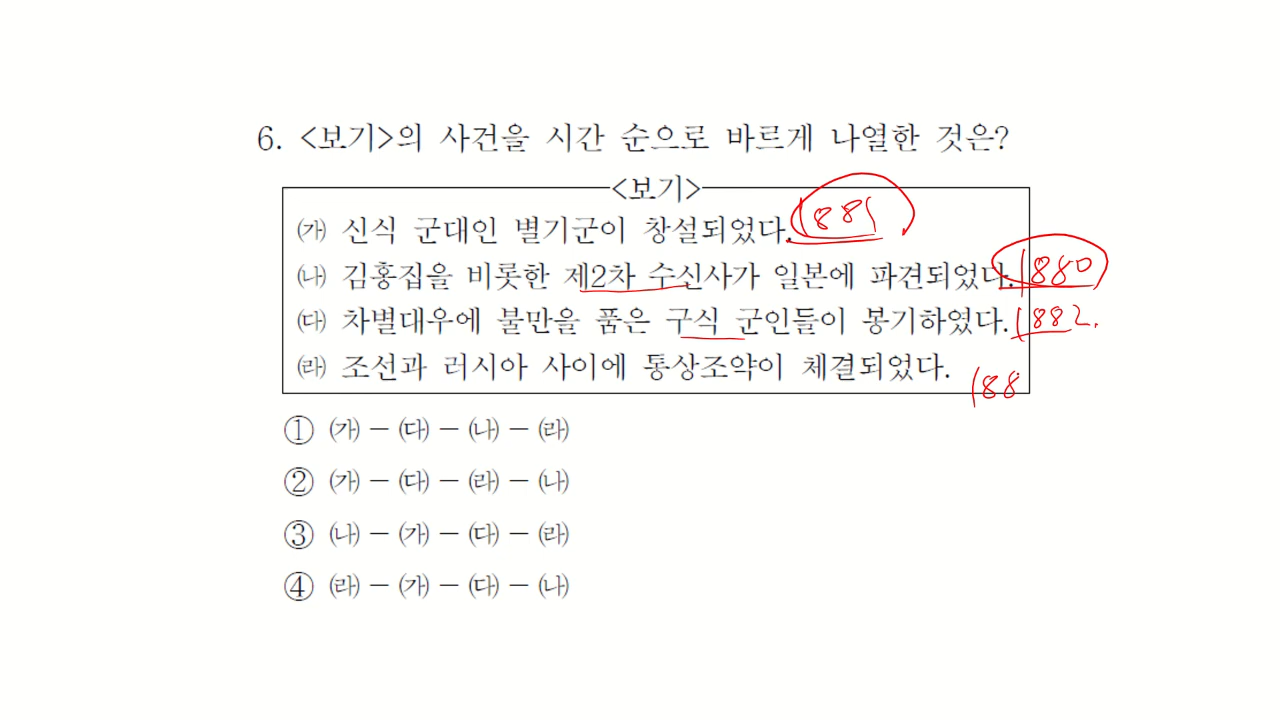 6. <보기>의 사건을 시간 순으로 바르게 나열한 것은?
<보기>
㈎ 신식 군대인 별기군이 창설되었다. 1881
㈏ 김홍집을 비롯한 제2차 수신사가 일본에 파견되었다. 1880
㈐ 차별대우에 불만을 품은 구식 군인들이 봉기하였다. 1882.
㈑ 조선과 러시아 사이에 통상조약이 체결되었다. 188
① ㈎ － ㈐ － ㈏ － ㈑
② ㈎ － ㈐ － ㈑ － ㈏
③ ㈏ － ㈎ － ㈐ － ㈑
④ ㈑ － ㈎ － ㈐ － ㈏